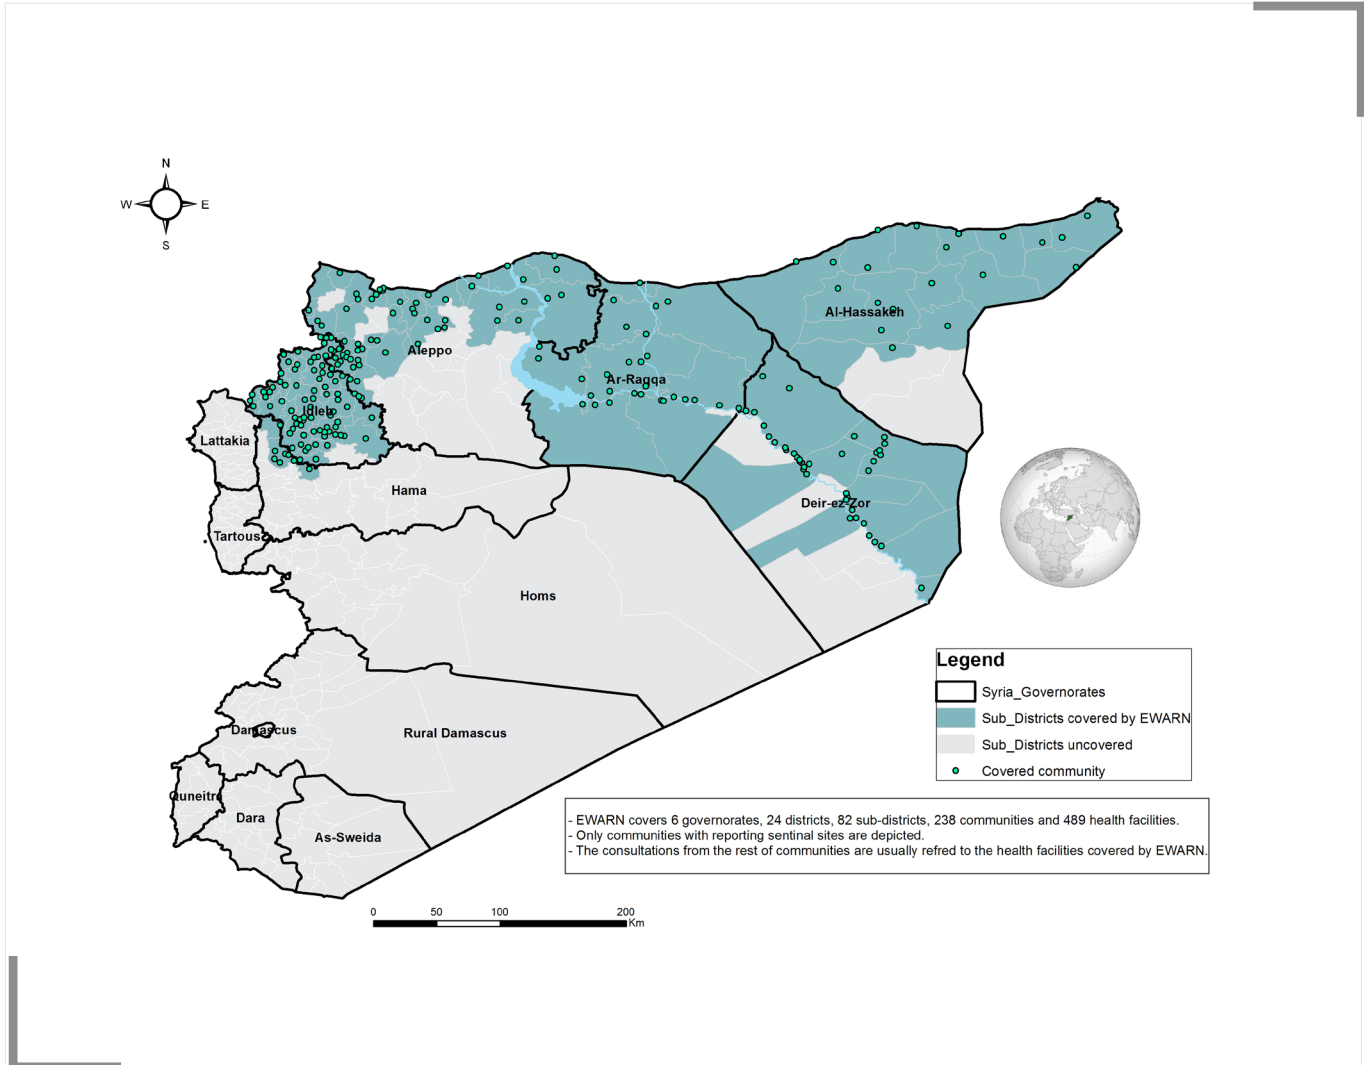 N
W
E
S
Al-Hassakeh
Aleppo
Ar-Raqqa
Idleb
Lattakia
Hama
Deir-ez-Zor
Tartous
Homs
Damascus
Rural Damascus
Quneitra
Dara
As-Sweida
Legend
Syria_Governorates
Sub_Districts covered by EWARN
Sub_Districts uncovered
Covered community
- EWARN covers 6 governorates, 24 districts, 82 sub-districts, 238 communities and 489 health facilities.
- Only communities with reporting sentinal sites are depicted.
- The consultations from the rest of communities are usually refred to the health facilities covered by EWARN.
0 50 100 200
Km